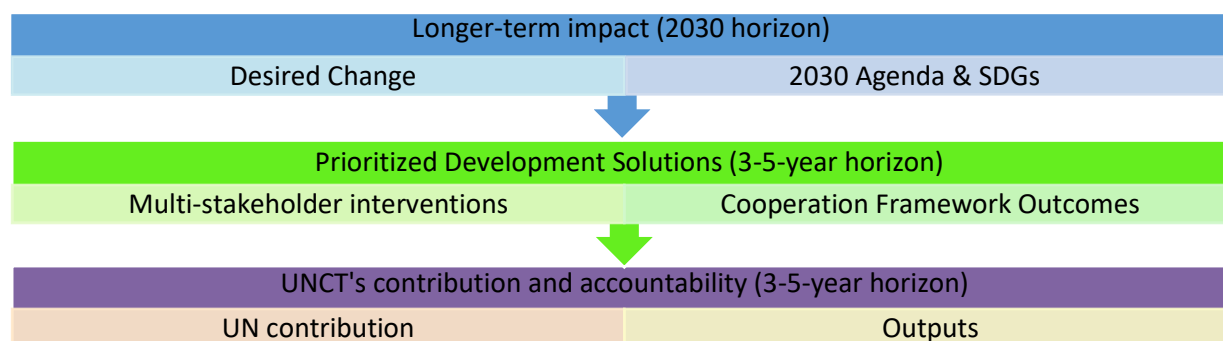 Longer-term impact (2030 horizon)
Desired Change
2030 Agenda & SDGs
Prioritized Development Solutions (3-5-year horizon)
Multi-stakeholder interventions
Cooperation Framework Outcomes
UNCT's contribution and accountability (3-5-year horizon)
UN contribution
Outputs